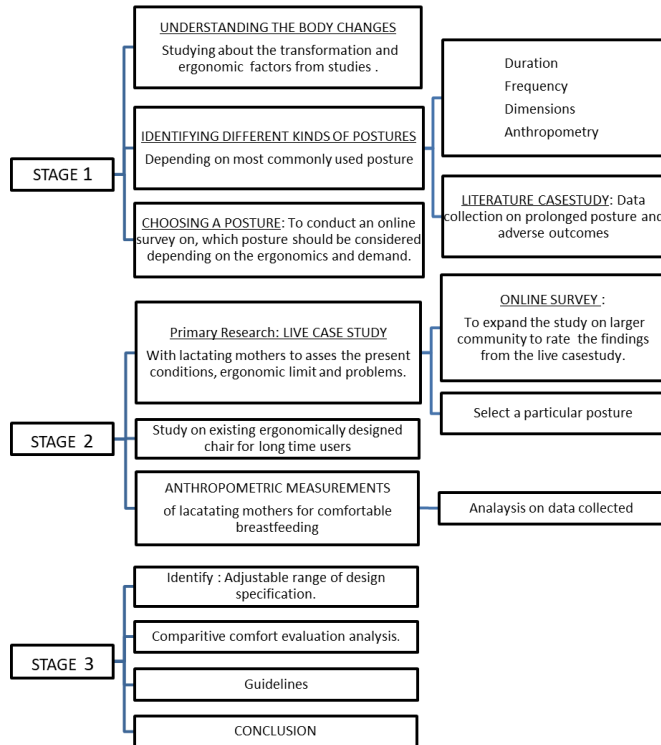 STAGE 1
UNDERSTANDING THE BODY CHANGES
Studying about the transformation and
ergonomic factors from studies .
IDENTIFYING DIFFERENT KINDS OF POSTURES
Depending on most commonly used posture
Duration
Frequency
Dimensions
Anthropometry
LITERATURE CASESTUDY: Data
collection on prolonged posture and
adverse outcomes
CHOOSING A POSTURE: To conduct an online
survey on, which posture should be considered
depending on the ergonomics and demand.
STAGE 2
Primary Research: LIVE CASE STUDY
With lactating mothers to asses the present
conditions, ergonomic limit and problems.
ONLINE SURVEY :
To expand the study on larger
community to rate the findings
from the live casestudy.
Select a particular posture
Study on existing ergonomically designed
chair for long time users
ANTHROPOMETRIC MEASUREMENTS
of lacatating mothers for comfortable
breastfeeding
Analaysis on data collected
STAGE 3
Identify : Adjustable range of design
specification.
Comparitive comfort evaluation analysis.
Guidelines
CONCLUSION